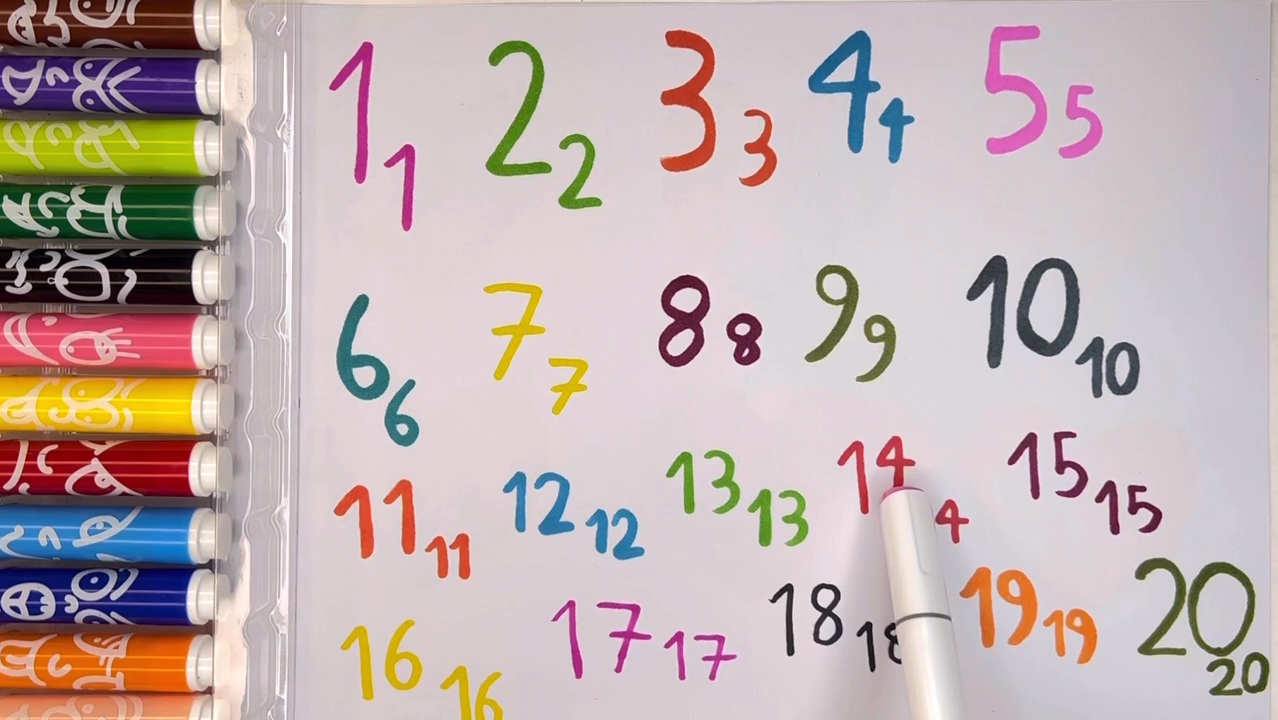 1 1 2 2 3 3 4 4 5 5
6 6 7 7 8 8 9 9 10 10
11 11 12 12 13 13 14 4 15 15
16 16 17 17 18 18 19 19 20 20